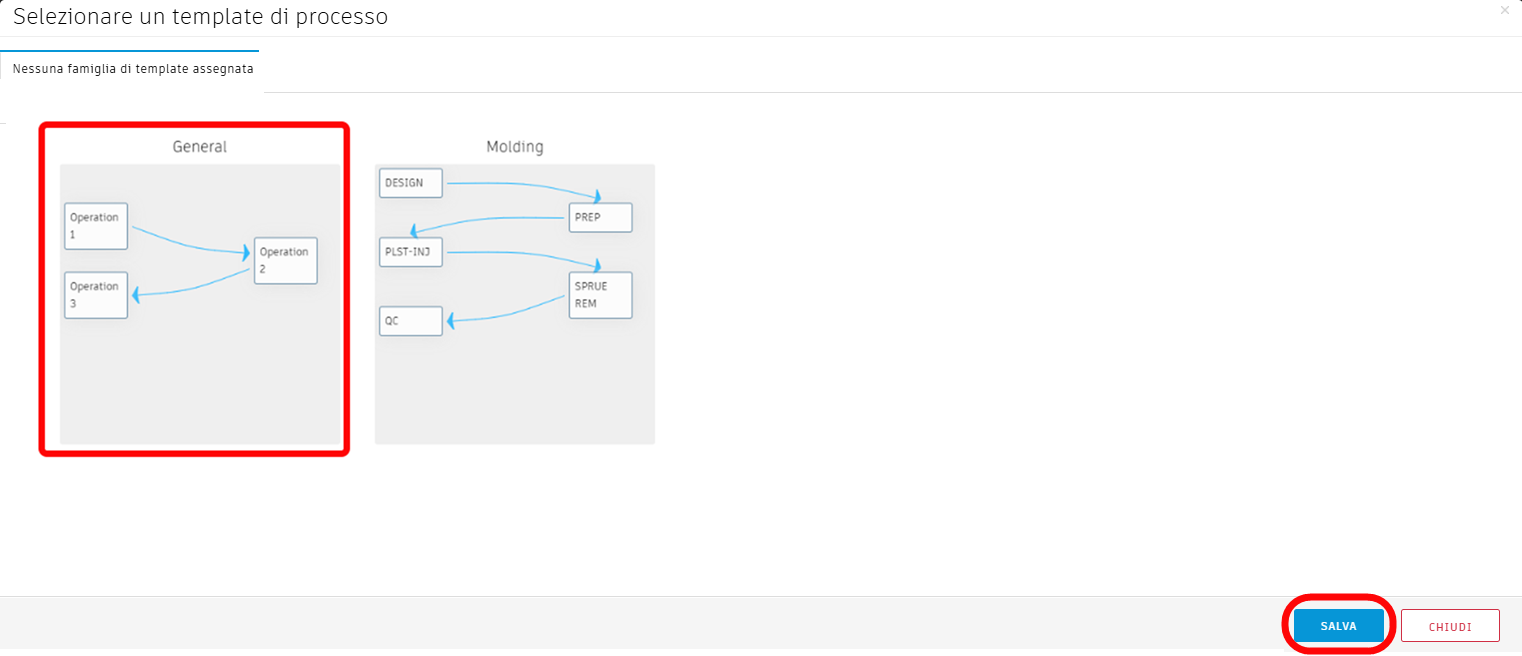 Selezionare un template di processo
×
Nessuna famiglia di template assegnata
General
Operation
1
Operation
2
Operation
3
Molding
DESIGN
PREP
PLST-INJ
SPRUE
REM
QC
SALVA
CHIUDI